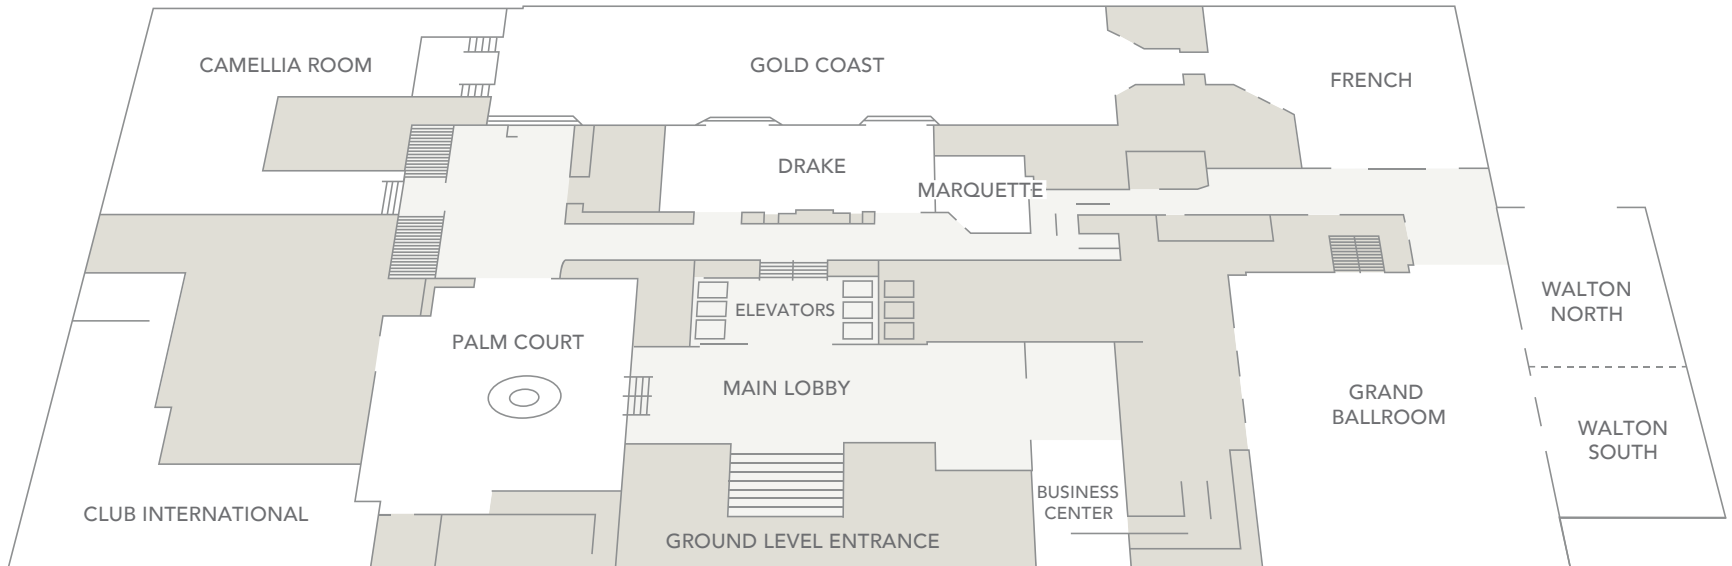 CAMELLIA ROOM
GOLD COAST
FRENCH
DRAKE
MARQUETTE
ELEVATORS
WALTON
NORTH
PALM COURT
MAIN LOBBY
GRAND
BALLROOM
WALTON
SOUTH
BUSINESS
CENTER
CLUB INTERNATIONAL
GROUND LEVEL ENTRANCE